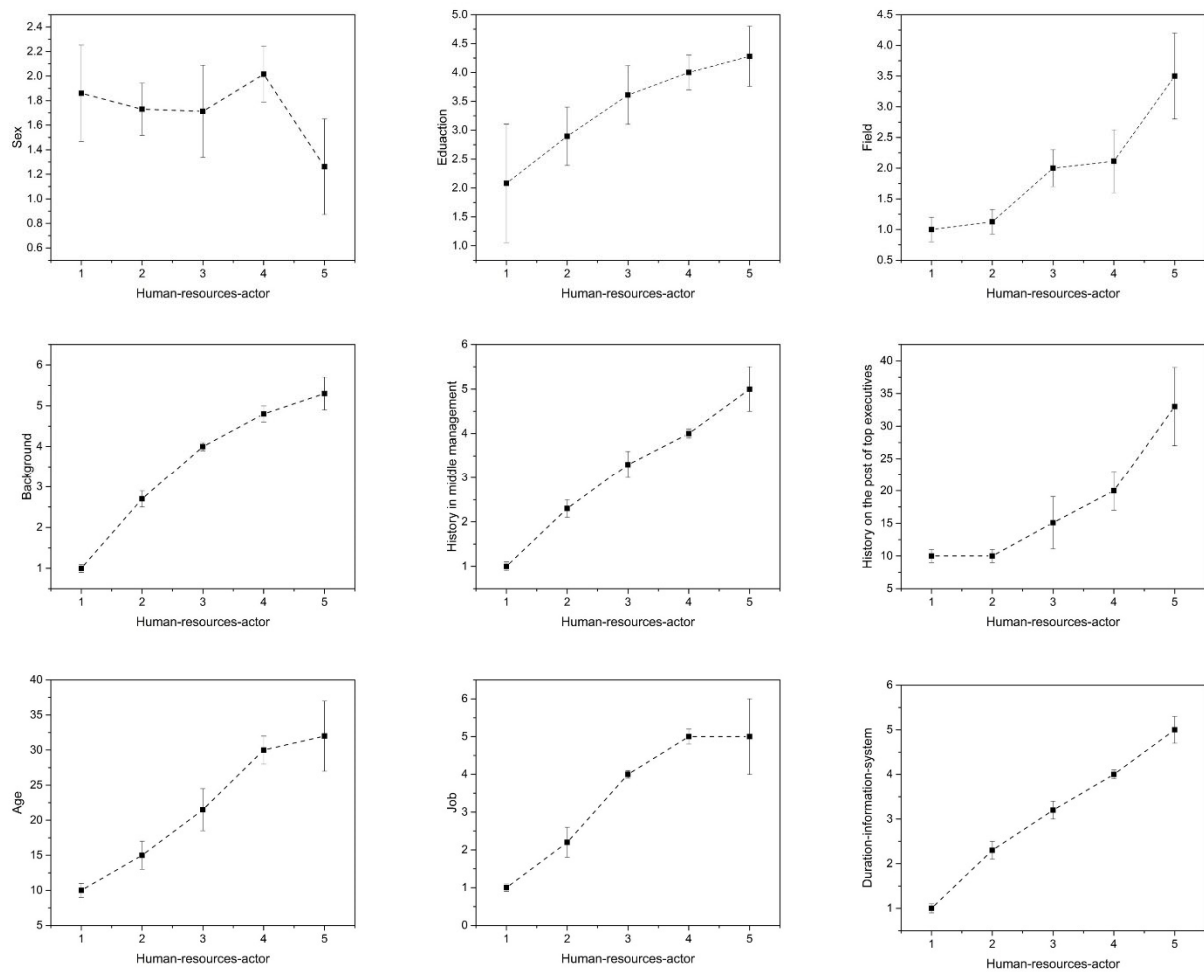 Sex
2.4
2.2
2.0
1.8
1.6
1.4
1.2
1.0
0.8
0.6
1 2 3 4 5
Human-resources-actor
Eduaction
5.0
4.5
4.0
3.5
3.0
2.5
2.0
1.5
1.0
1 2 3 4 5
Human-resources-actor
Field
4.5
4.0
3.5
3.0
2.5
2.0
1.5
1.0
0.5
1 2 3 4 5
Human-resources-actor
Background
6
5
4
3
2
1
1 2 3 4 5
Human-resources-actor
History in middle management
6
5
4
3
2
1
1 2 3 4 5
Human-resources-actor
History on the pcst of top executives
40
35
30
25
20
15
10
5
1 2 3 4 5
Human-resources-actor
Age
40
35
30
25
20
15
10
5
1 2 3 4 5
Human-resources-actor
Job
6
5
4
3
2
1
0
1 2 3 4 5
Human-resources-actor
Duration-information-system
6
5
4
3
2
1
1 2 3 4 5
Human-resources-actor